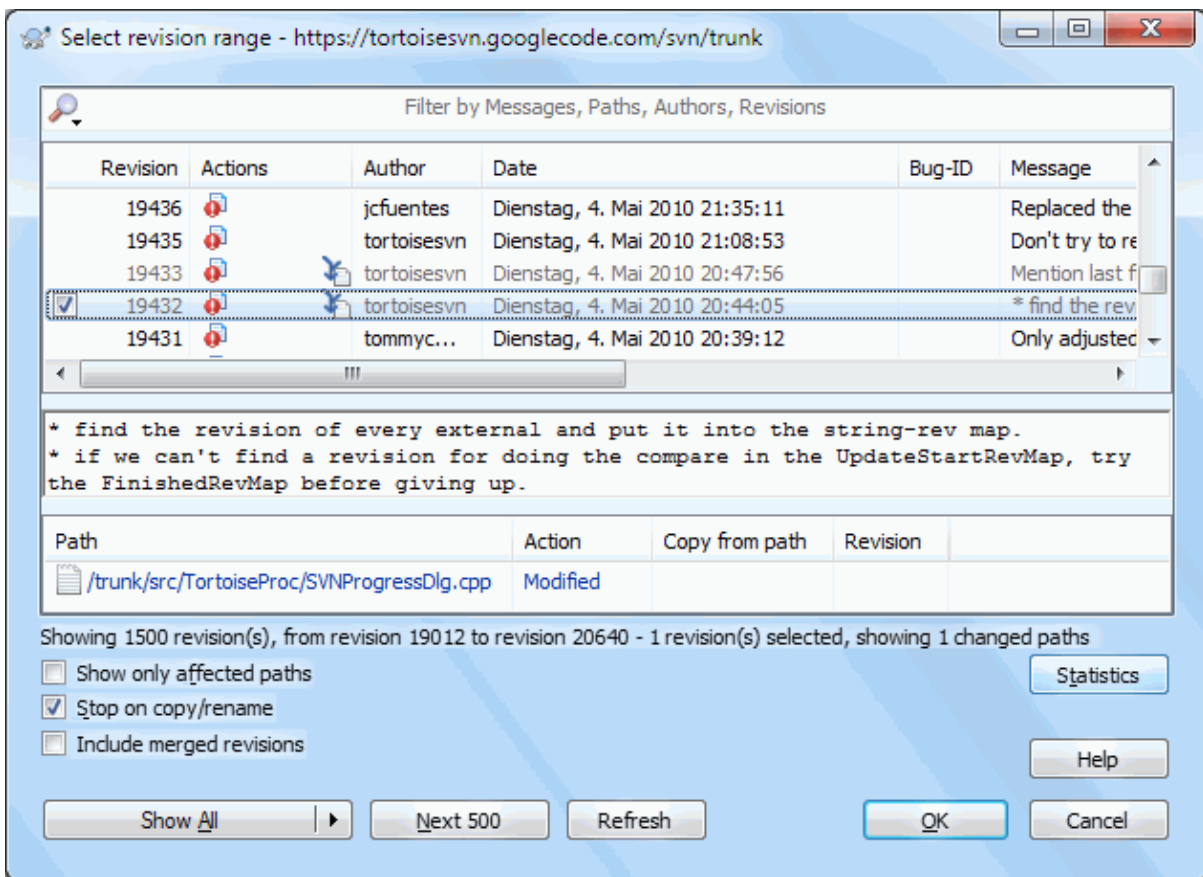 Select revision range - https://tortoisesvn.googlecode.com/svn/trunk
Filter by Messages, Paths, Authors, Revisions
Revision Actions Author Date Bug-ID Message
19436 jcfuentes Dienstag, 4. Mai 2010 21:35:11 Replaced the
19435 tortoisesvn Dienstag, 4. Mai 2010 21:08:53 Don't try to re
19433 tortoisesvn Dienstag, 4. Mai 2010 20:47:56 Mention last f
19432 tortoisesvn Dienstag, 4. Mai 2010 20:44:05 * find the rev
19431 tommyc... Dienstag, 4. Mai 2010 20:39:12 Only adjusted
* find the revision of every external and put it into the string-rev map.
* if we can't find a revision for doing the compare in the UpdateStartRevMap, try
the FinishedRevMap before giving up.
Path Action Copy from path Revision
/trunk/src/TortoiseProc/SVNProgressDlg.cpp Modified
Showing 1500 revision(s), from revision 19012 to revision 20640 - 1 revision(s) selected, showing 1 changed paths
Show only affected paths
Statistics
Stop on copy/rename
Include merged revisions
Help
Show All Next 500 Refresh OK Cancel